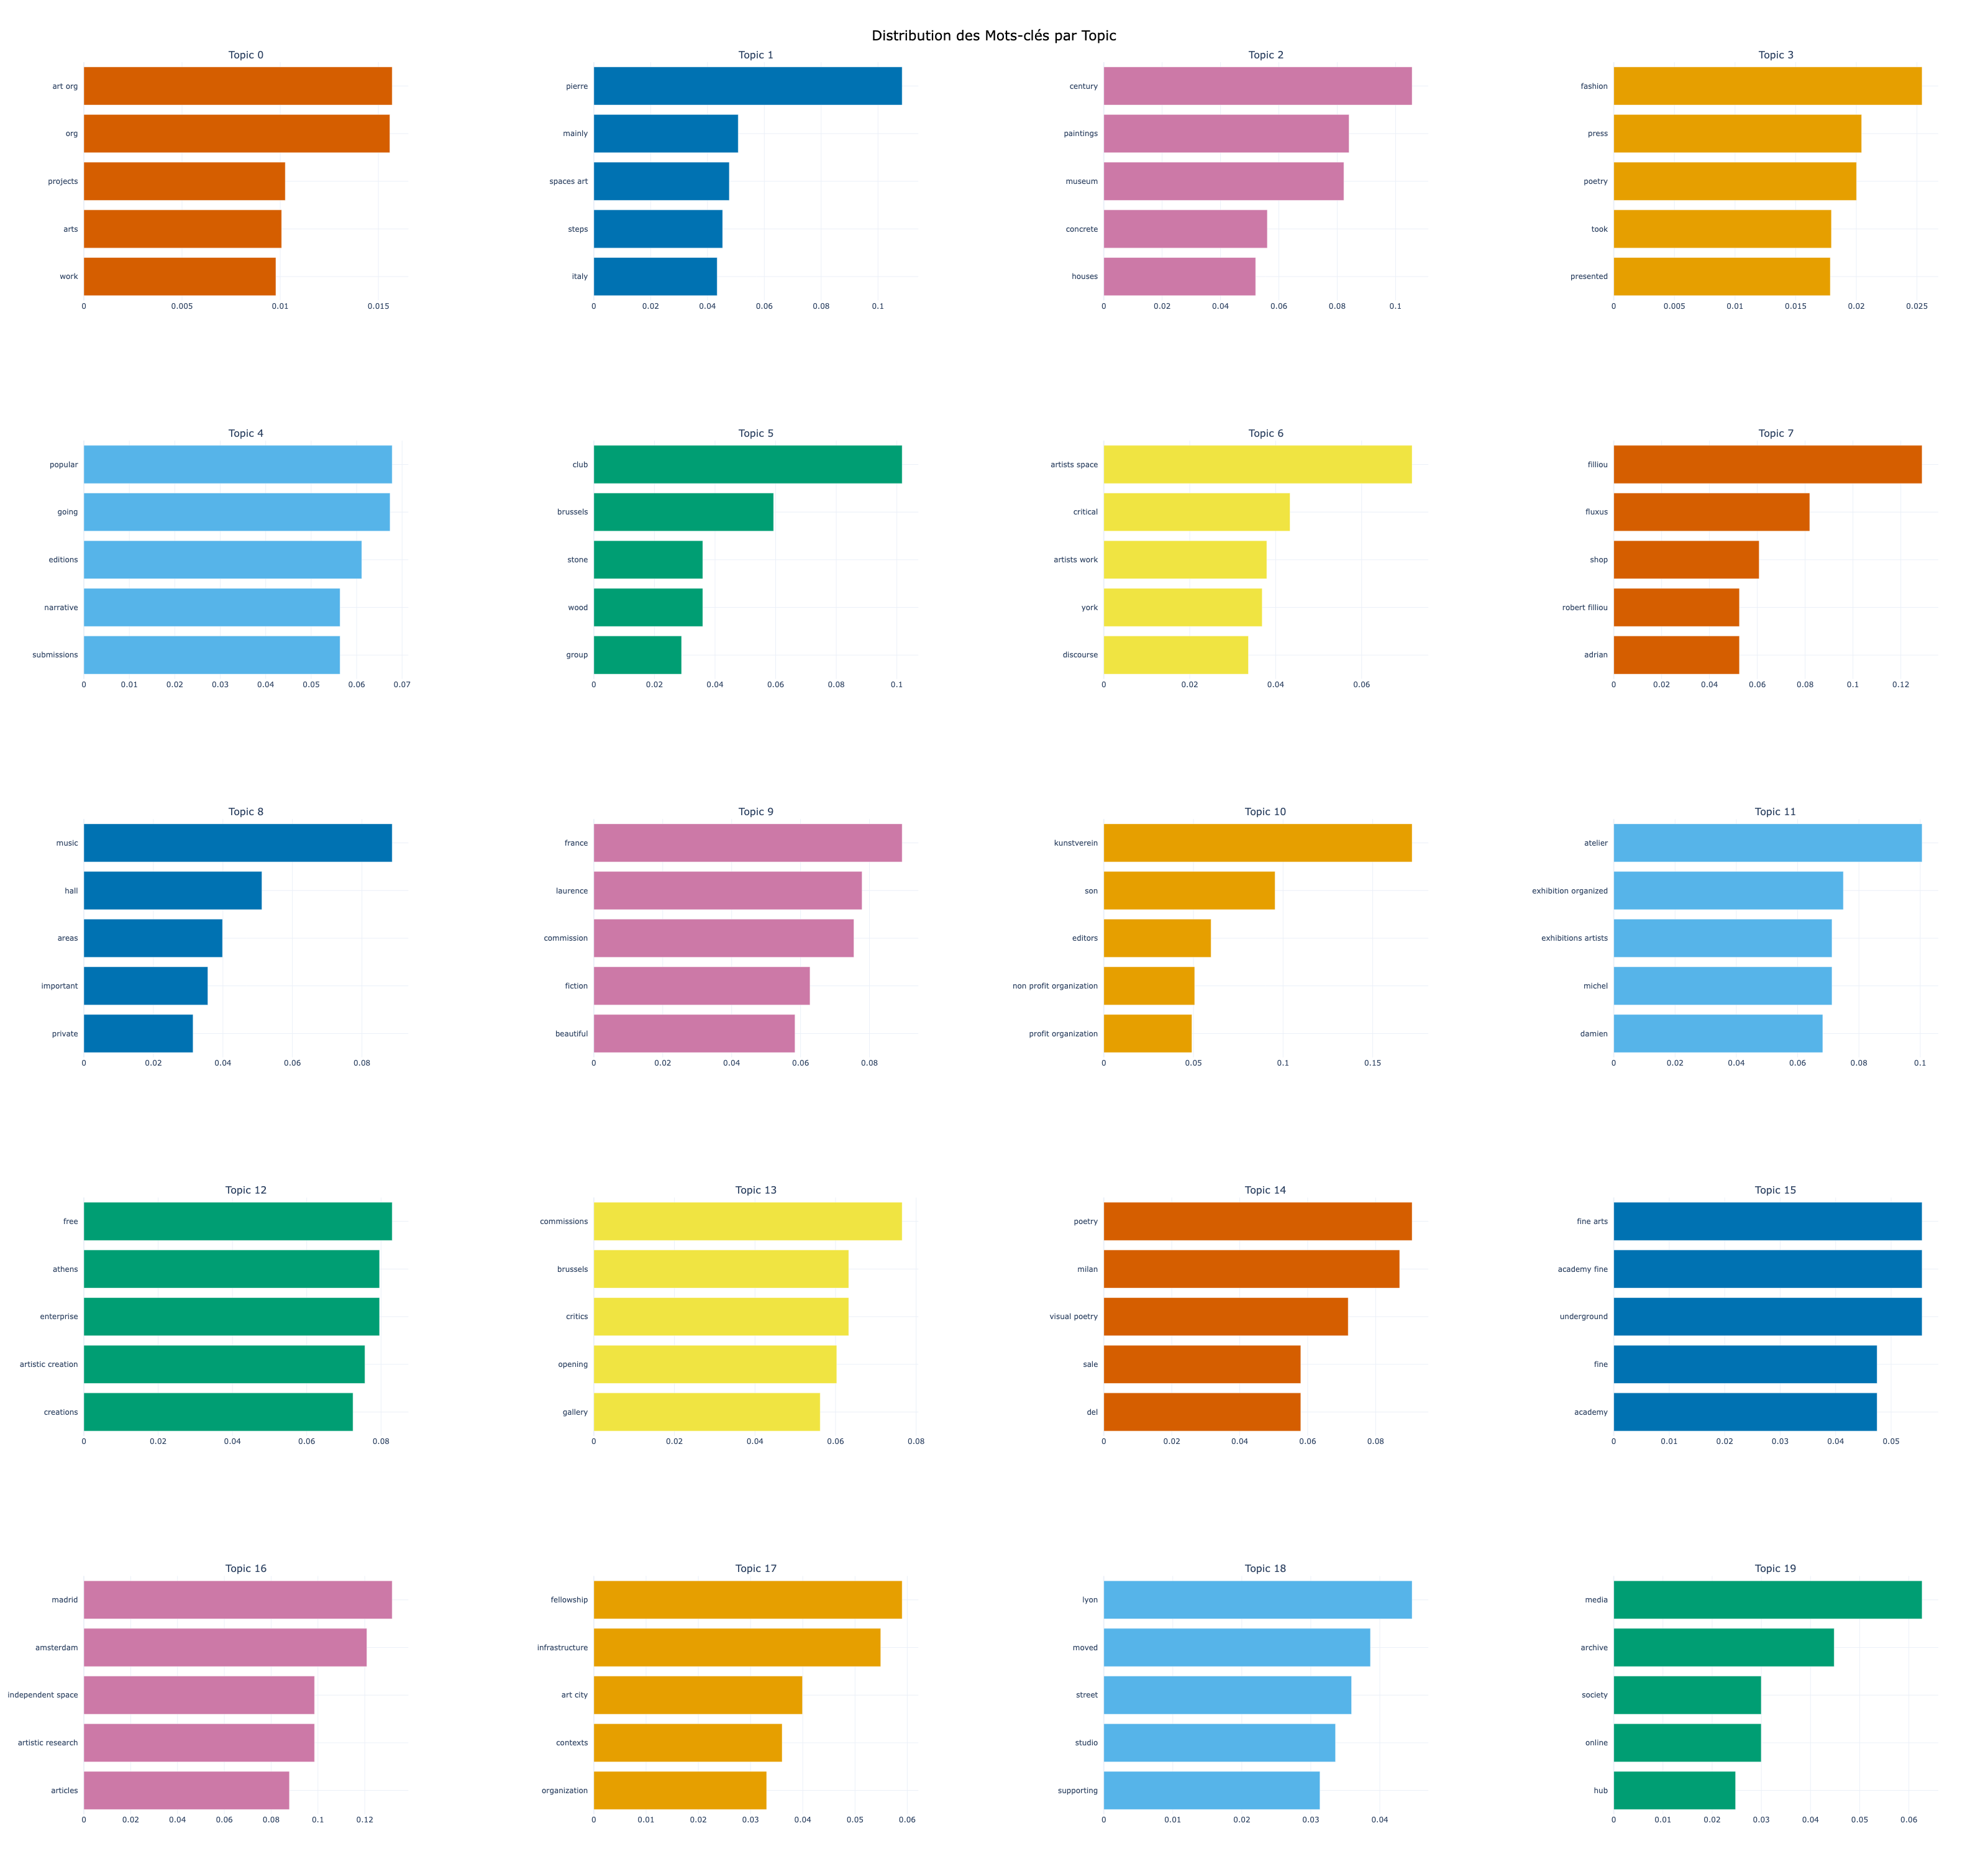 Distribution des Mots-clés par Topic
Topic 0
art org
org
projects
arts
work
0 0.005 0.01 0.015
Topic 1
pierre
mainly
spaces art
steps
italy
0 0.02 0.04 0.06 0.08 0.1
Topic 2
century
paintings
museum
concrete
houses
0 0.02 0.04 0.06 0.08 0.1
Topic 3
fashion
press
poetry
took
presented
0 0.005 0.01 0.015 0.02 0.025
Topic 4
popular
going
editions
narrative
submissions
0 0.01 0.02 0.03 0.04 0.05 0.06 0.07
Topic 5
club
brussels
stone
wood
group
0 0.02 0.04 0.06 0.08 0.1
Topic 6
artists space
critical
artists work
york
discourse
0 0.02 0.04 0.06
Topic 7
filliou
fluxus
shop
robert filliou
adrian
0 0.02 0.04 0.06 0.08 0.1 0.12
Topic 8
music
hall
areas
important
private
0 0.02 0.04 0.06 0.08
Topic 9
france
laurence
commission
fiction
beautiful
0 0.02 0.04 0.06 0.08
Topic 10
kunstverein
son
editors
non profit organization
profit organization
0 0.05 0.1 0.15
Topic 11
atelier
exhibition organized
exhibitions artists
michel
damien
0 0.02 0.04 0.06 0.08 0.1
Topic 12
free
athens
enterprise
artistic creation
creations
0 0.02 0.04 0.06 0.08
Topic 13
commissions
brussels
critics
opening
gallery
0 0.02 0.04 0.06 0.08
Topic 14
poetry
milan
visual poetry
sale
del
0 0.02 0.04 0.06 0.08
Topic 15
fine arts
academy fine
underground
fine
academy
0 0.01 0.02 0.03 0.04 0.05
Topic 16
madrid
amsterdam
independent space
artistic research
articles
0 0.02 0.04 0.06 0.08 0.1 0.12
Topic 17
fellowship
infrastructure
art city
contexts
organization
0 0.01 0.02 0.03 0.04 0.05 0.06
Topic 18
lyon
moved
street
studio
supporting
0 0.01 0.02 0.03 0.04
Topic 19
media
archive
society
online
hub
0 0.01 0.02 0.03 0.04 0.05 0.06